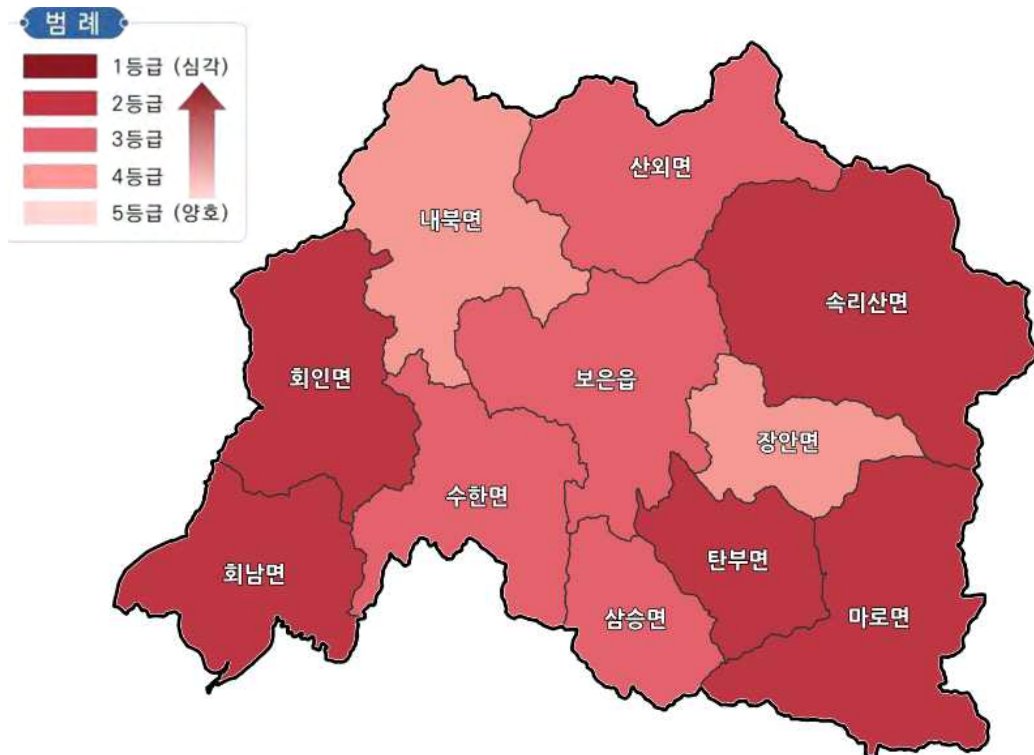 범 례
1등급 (심각)
2등급
3등급
4등급
5등급 (양호)
산외면
내북면
속리산면
회인면
보은읍
장안면
수한면
탄부면
회남면
삼승면
마로면